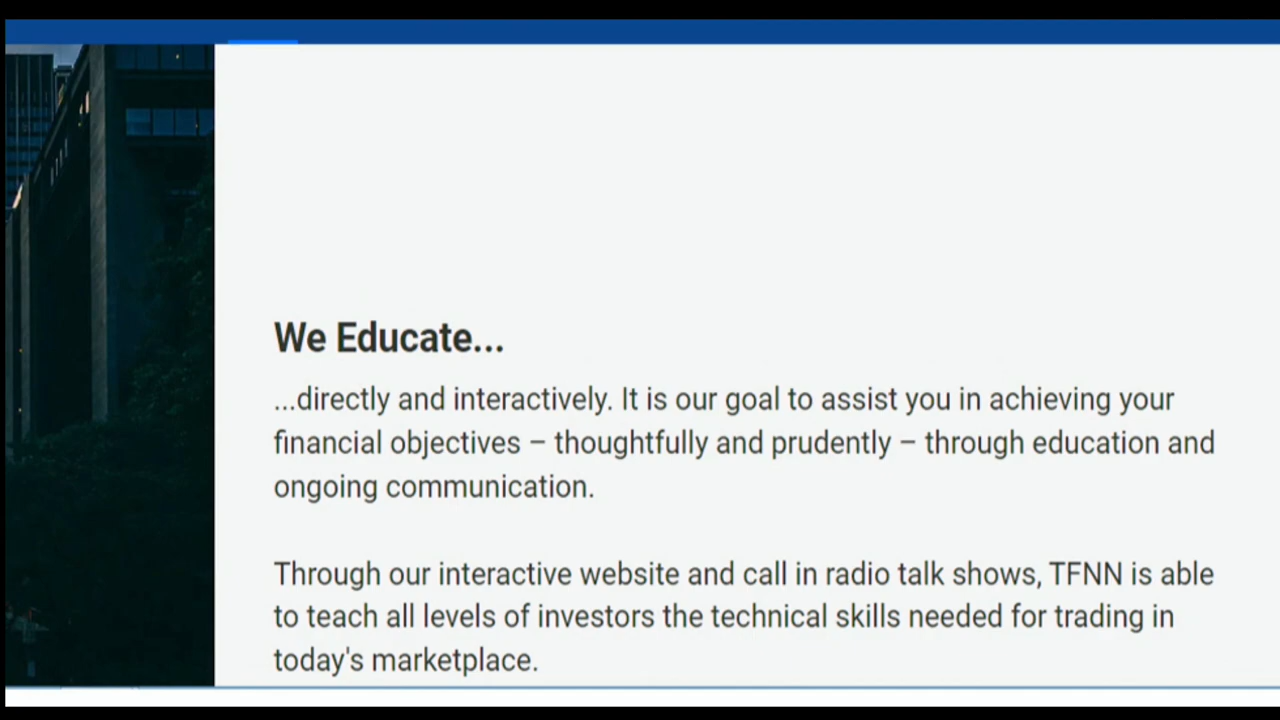 We Educate...
...directly and interactively. It is our goal to assist you in achieving your
financial objectives – thoughtfully and prudently – through education and
ongoing communication.
Through our interactive website and call in radio talk shows, TFNN is able
to teach all levels of investors the technical skills needed for trading in
today's marketplace.